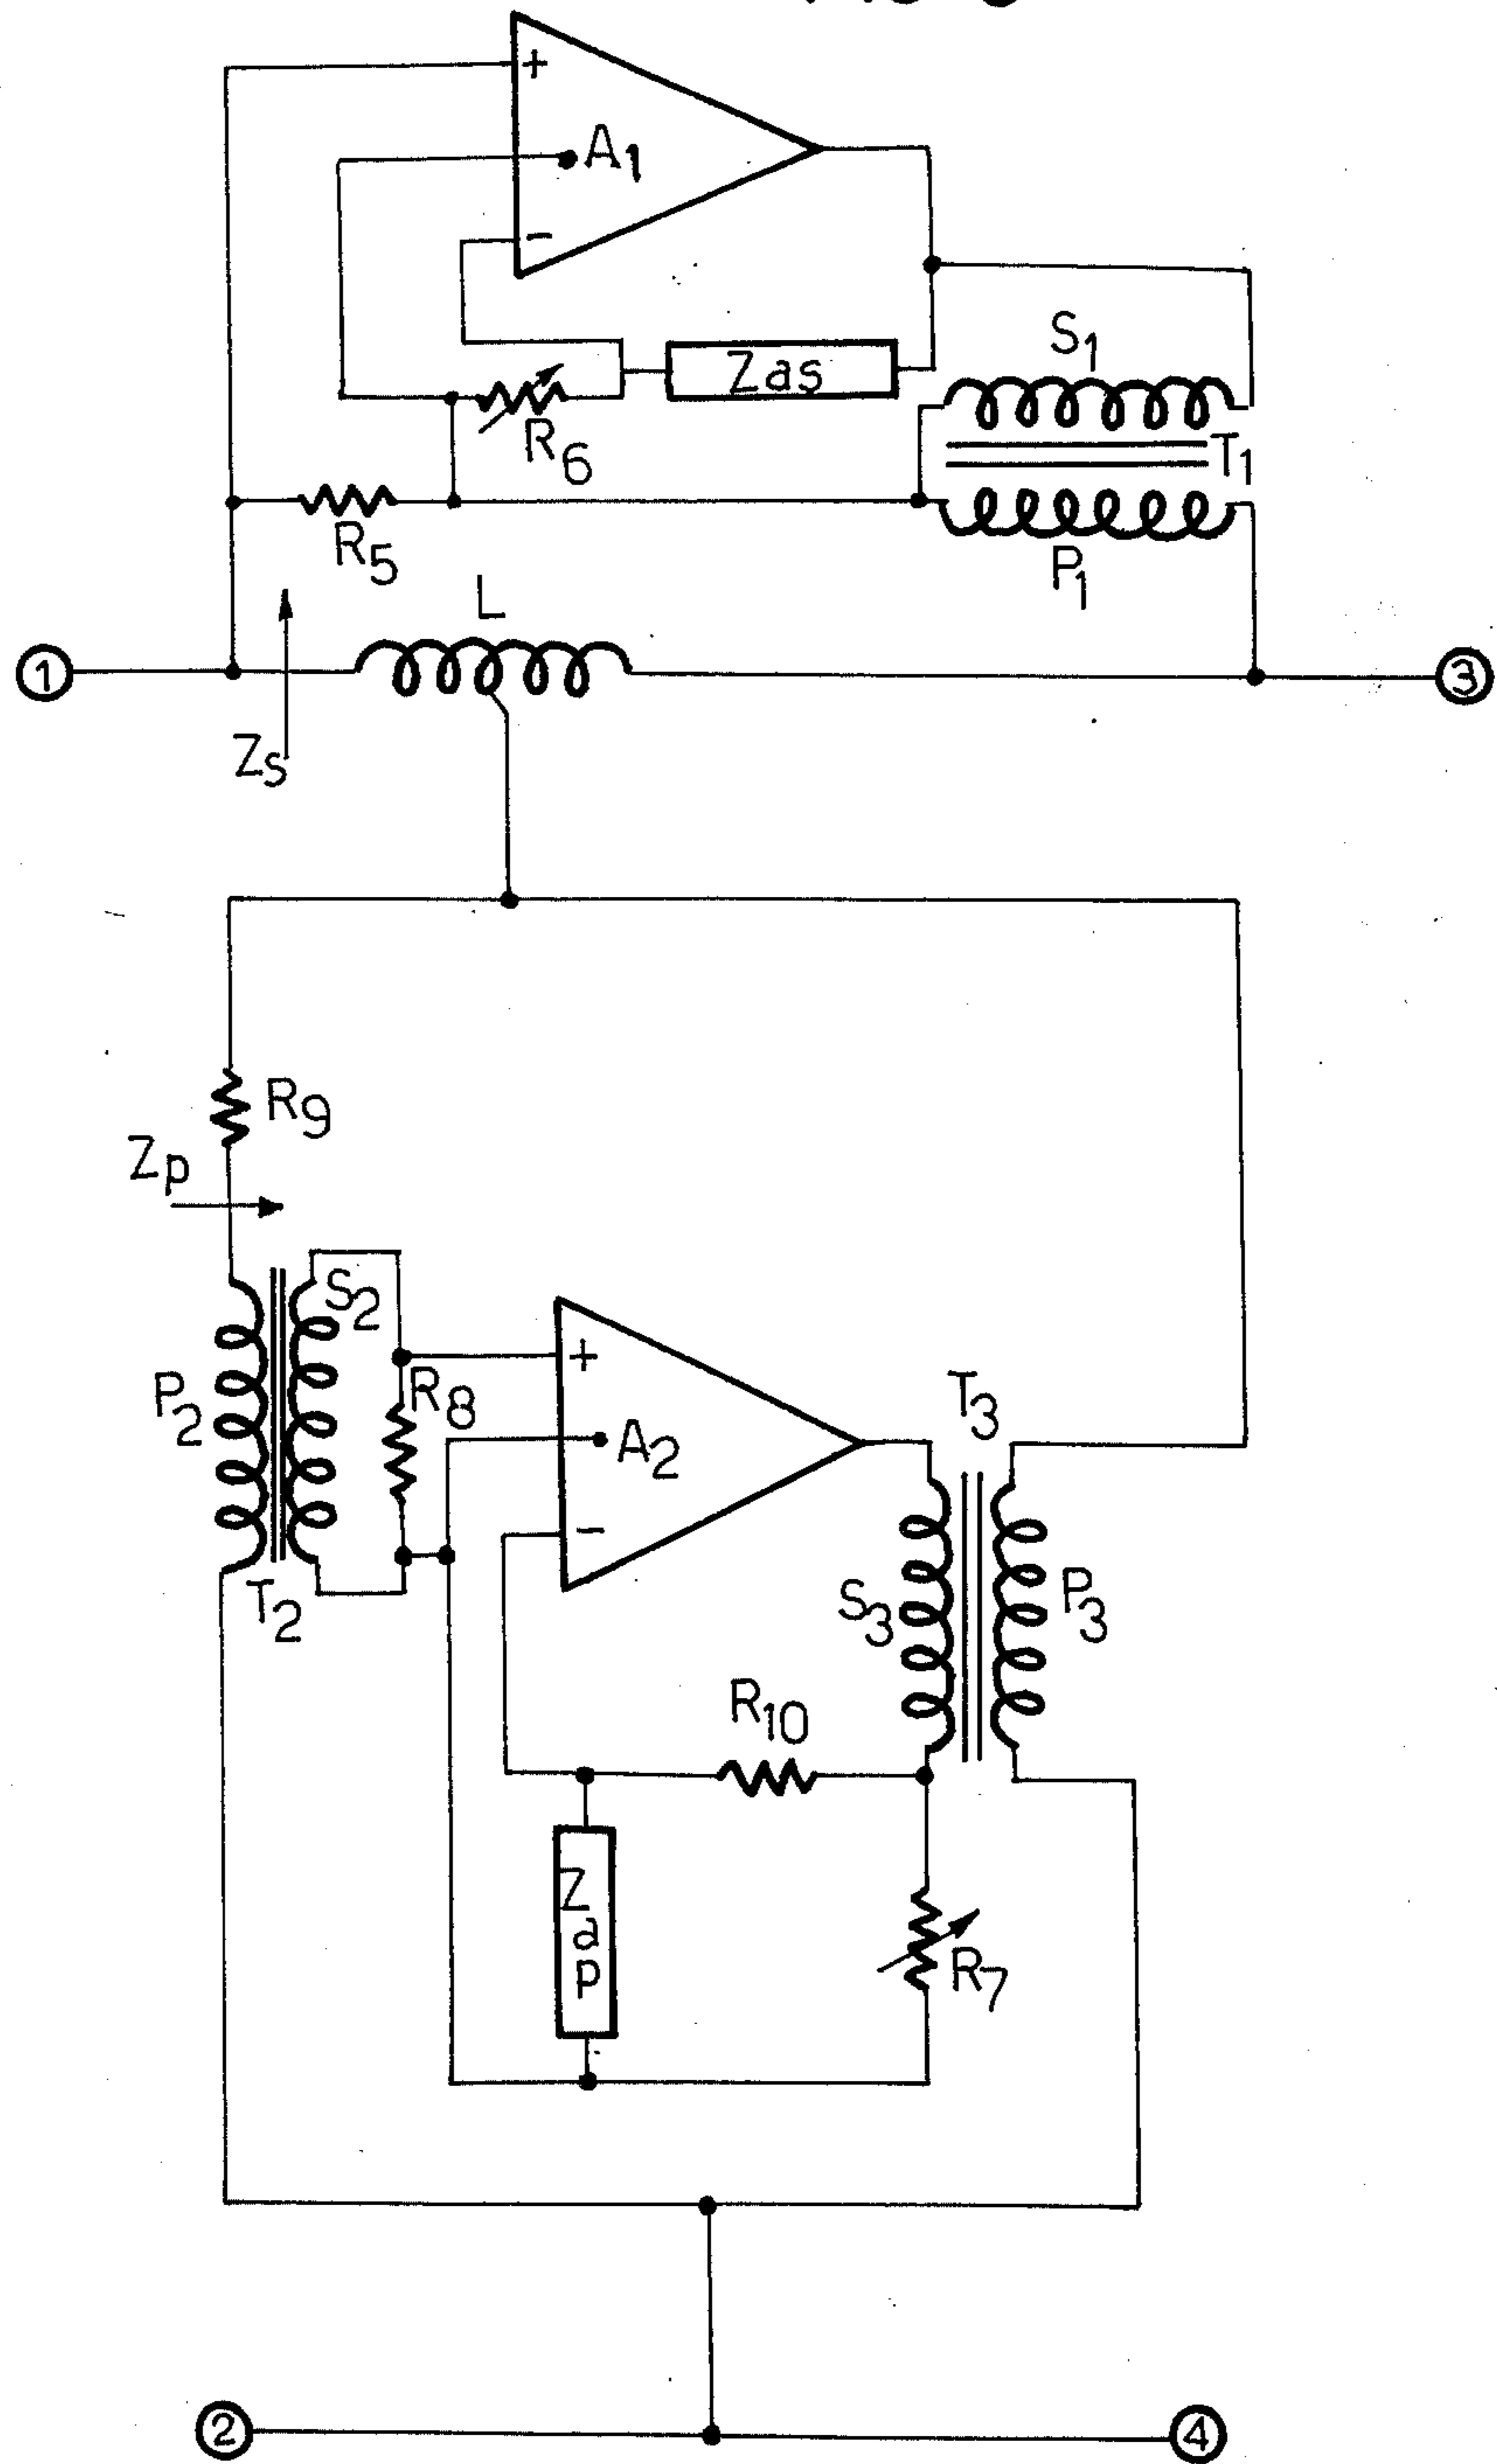 +
A1
-
S1
Zas
R6
T1
R5
P1
L
1
3
Zs
R9
Zp
S2
+
P2
R8
T3
A2
-
S3
P3
T2
R10
Zap
R7
2
4